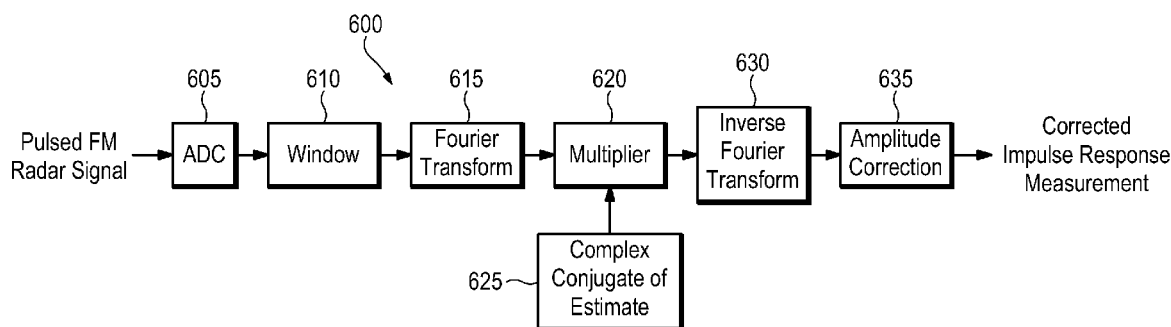 600
605
610
615
620
630
635
Pulsed FM
Radar Signal
ADC
Window
Fourier
Transform
Multiplier
Inverse
Fourier
Transform
Amplitude
Correction
Corrected
Impulse Response
Measurement
625
Complex
Conjugate of
Estimate